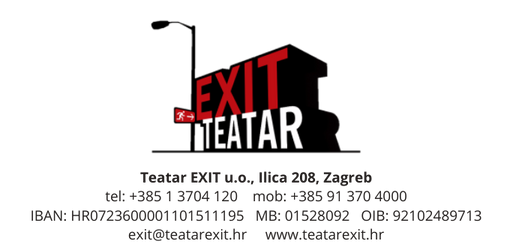 EXIT
TEATAR
Teatar EXIT u.o., Ilica 208, Zagreb
tel: +385 1 3704 120 mob: +385 91 370 4000
IBAN: HR0723600001101511195 MB: 01528092 OIB: 92102489713
exit@teatarexit.hr www.teatarexit.hr